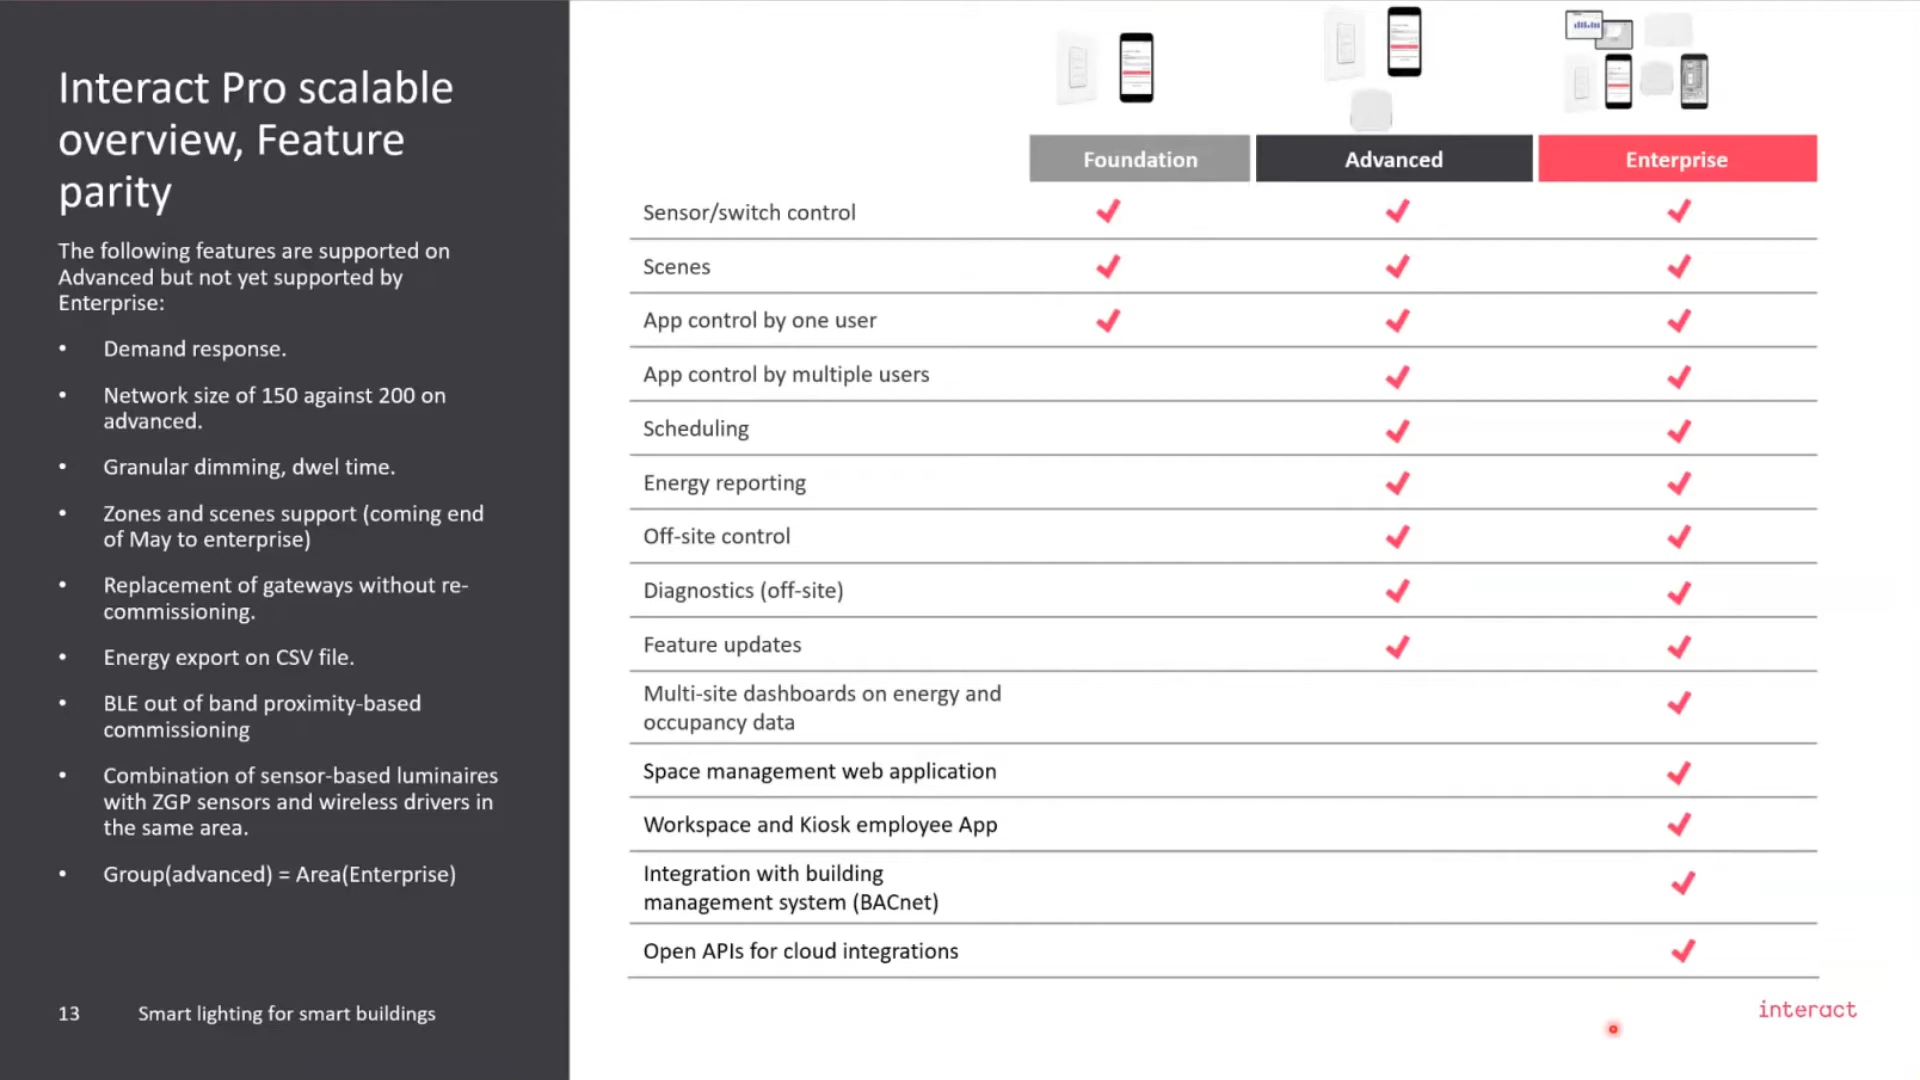 Interact Pro scalable
overview, Feature
parity
The following features are supported on
Advanced but not yet supported by
Enterprise:
• Demand response.
• Network size of 150 against 200 on
advanced.
• Granular dimming, dwel time.
• Zones and scenes support (coming end
of May to enterprise)
• Replacement of gateways without re-
commissioning.
• Energy export on CSV file.
• BLE out of band proximity-based
commissioning
• Combination of sensor-based luminaires
with ZGP sensors and wireless drivers in
the same area.
• Group(advanced) = Area(Enterprise)
13 Smart lighting for smart buildings
Foundation Advanced Enterprise
Sensor/switch control
Scenes
App control by one user
App control by multiple users
Scheduling
Energy reporting
Off-site control
Diagnostics (off-site)
Feature updates
Multi-site dashboards on energy and
occupancy data
Space management web application
Workspace and Kiosk employee App
Integration with building
management system (BACnet)
Open APIs for cloud integrations
interact